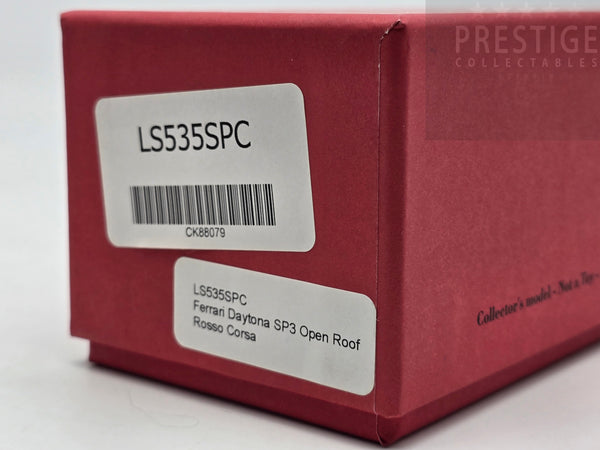 PRESTIGE
COLLECTABLES
LS535SPC
CK88079
LS535SPC
Ferrari Daytona SP3 Open Roof
Rosso Corsa
Collector's model - Not a Toy -